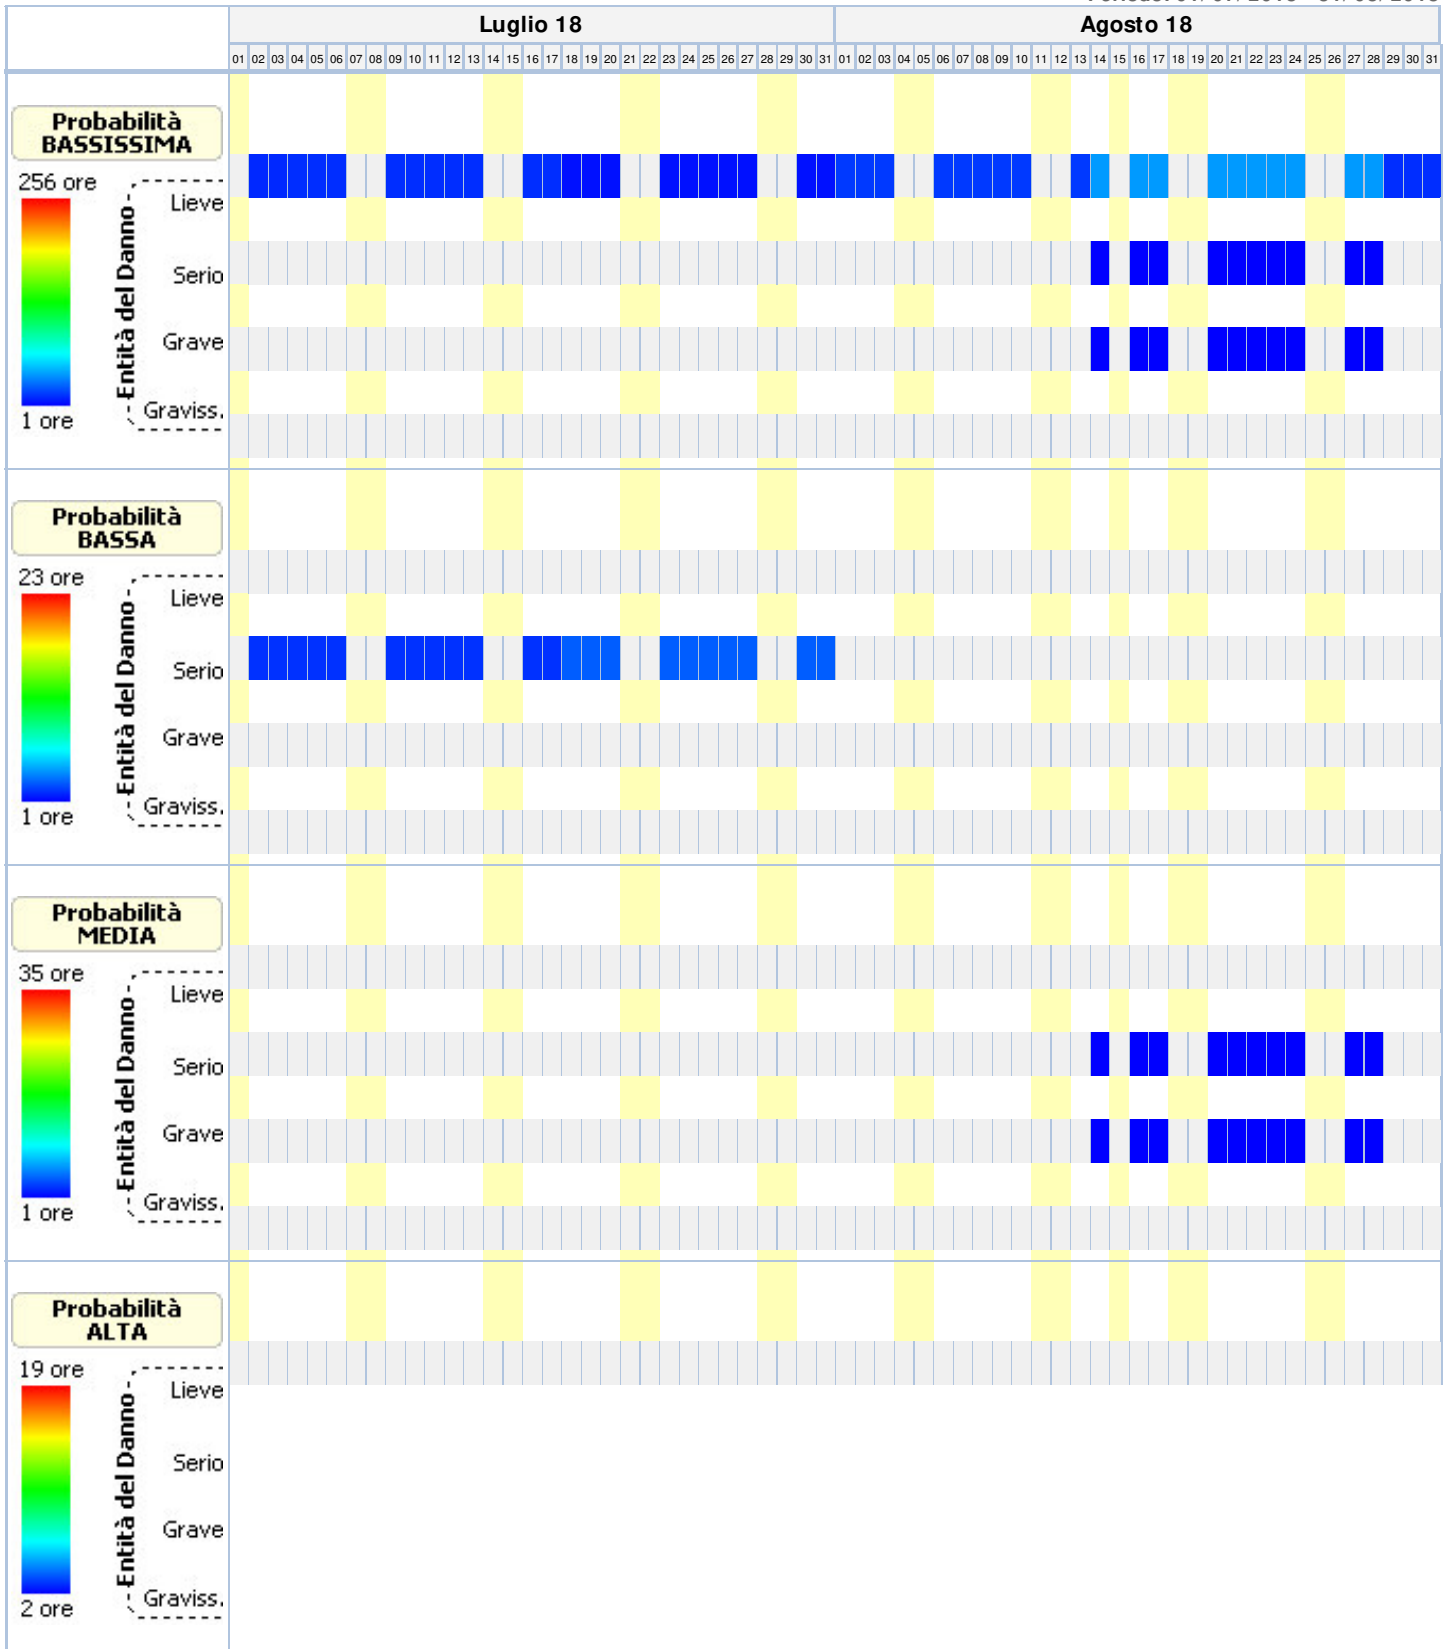 Luglio 18 Agosto 18
01 02 03 04 05 06 07 08 09 10 11 12 13 14 15 16 17 18 19 20 21 22 23 24 25 26 27 28 29 30 31 01 02 03 04 05 06 07 08 09 10 11 12 13 14 15 16 17 18 19 20 21 22 23 24 25 26 27 28 29 30 31
Probabilità
BASSISSIMA
256 ore
Entità del Danno
Lieve
Serio
Grave
Graviss.
1 ore
Probabilità
BASSA
23 ore
Entità del Danno
Lieve
Serio
Grave
Graviss.
1 ore
Probabilità
MEDIA
35 ore
Entità del Danno
Lieve
Serio
Grave
Graviss.
1 ore
Probabilità
ALTA
19 ore
Entità del Danno
Lieve
Serio
Grave
Graviss.
2 ore